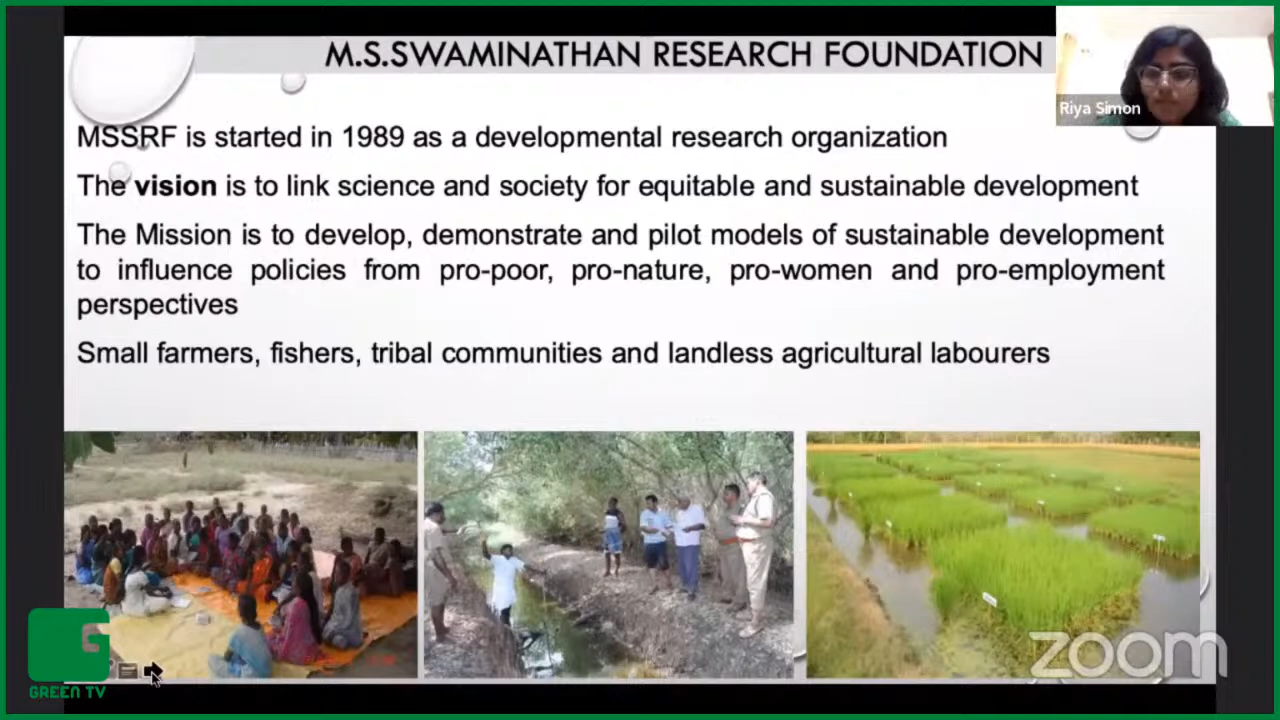 M.S.SWAMINATHAN RESEARCH FOUNDATION
Riya Simon
MSSRF is started in 1989 as a developmental research organization
The vision is to link science and society for equitable and sustainable development
The Mission is to develop, demonstrate and pilot models of sustainable development
to influence policies from pro-poor, pro-nature, pro-women and pro-employment
perspectives
Small farmers, fishers, tribal communities and landless agricultural labourers
G
GREEN TV
zoom